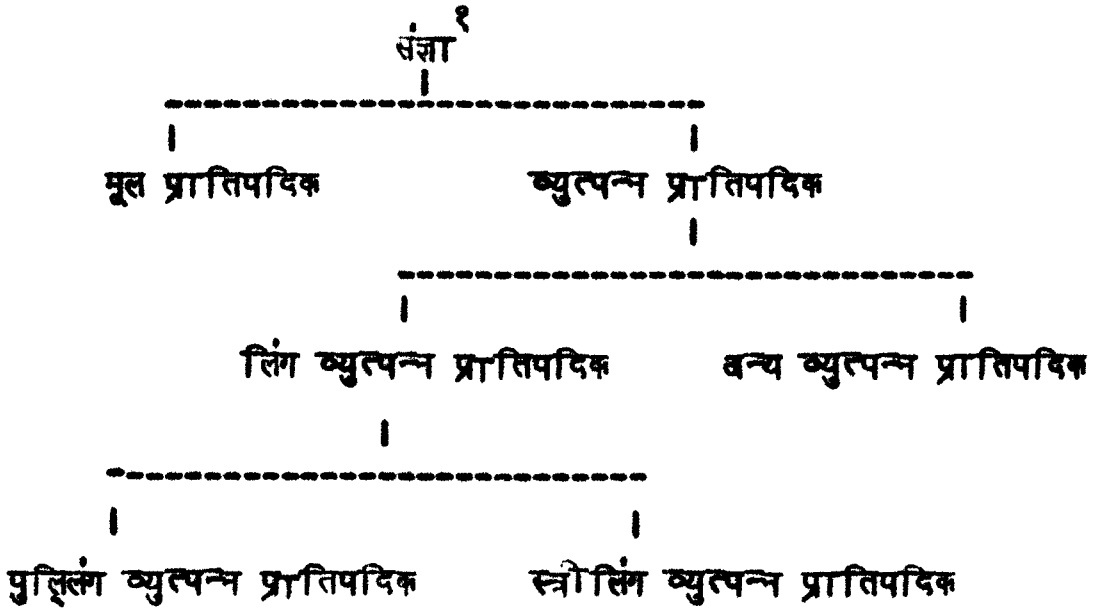 संज्ञा१
मूल प्रातिपदिक व्युत्पन्न प्रातिपदिक
लिंग व्युत्पन्न प्रातिपदिक अन्य व्युत्पन्न प्रातिपदिक
पुल्लिंग व्युत्पन्न प्रातिपदिक स्त्रीलिंग व्युत्पन्न प्रातिपदिक